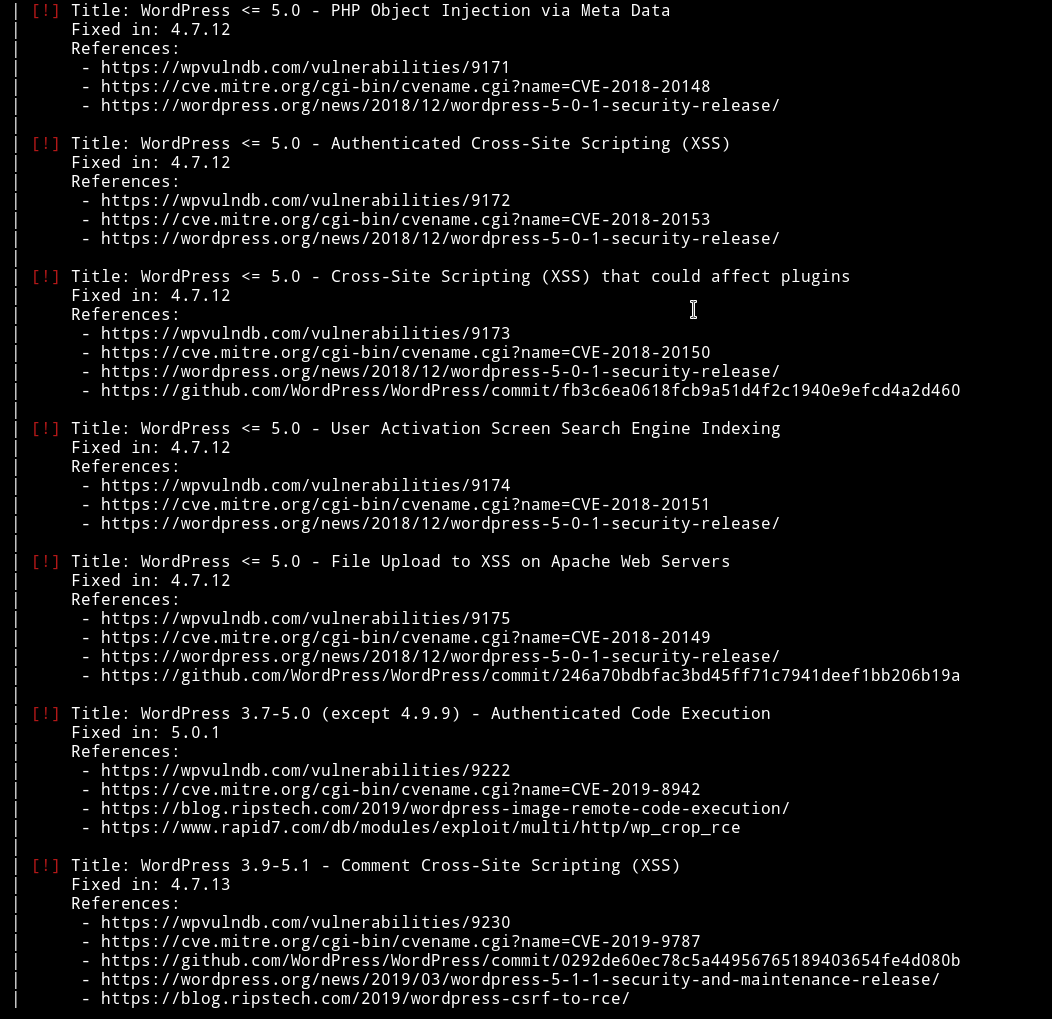 | [!] Title: WordPress <= 5.0 - PHP Object Injection via Meta Data
|     Fixed in: 4.7.12
|     References:
|      - https://wpvulndb.com/vulnerabilities/9171
|      - https://cve.mitre.org/cgi-bin/cvename.cgi?name=CVE-2018-20148
|      - https://wordpress.org/news/2018/12/wordpress-5-0-1-security-release/
|
| [!] Title: WordPress <= 5.0 - Authenticated Cross-Site Scripting (XSS)
|     Fixed in: 4.7.12
|     References:
|      - https://wpvulndb.com/vulnerabilities/9172
|      - https://cve.mitre.org/cgi-bin/cvename.cgi?name=CVE-2018-20153
|      - https://wordpress.org/news/2018/12/wordpress-5-0-1-security-release/
|
| [!] Title: WordPress <= 5.0 - Cross-Site Scripting (XSS) that could affect plugins
|     Fixed in: 4.7.12
|     References:
|      - https://wpvulndb.com/vulnerabilities/9173
|      - https://cve.mitre.org/cgi-bin/cvename.cgi?name=CVE-2018-20150
|      - https://wordpress.org/news/2018/12/wordpress-5-0-1-security-release/
|      - https://github.com/WordPress/WordPress/commit/fb3c6ea0618fcb9a51d4f2c1940e9efcd4a2d460
|
| [!] Title: WordPress <= 5.0 - User Activation Screen Search Engine Indexing
|     Fixed in: 4.7.12
|     References:
|      - https://wpvulndb.com/vulnerabilities/9174
|      - https://cve.mitre.org/cgi-bin/cvename.cgi?name=CVE-2018-20151
|      - https://wordpress.org/news/2018/12/wordpress-5-0-1-security-release/
|
| [!] Title: WordPress <= 5.0 - File Upload to XSS on Apache Web Servers
|     Fixed in: 4.7.12
|     References:
|      - https://wpvulndb.com/vulnerabilities/9175
|      - https://cve.mitre.org/cgi-bin/cvename.cgi?name=CVE-2018-20149
|      - https://wordpress.org/news/2018/12/wordpress-5-0-1-security-release/
|      - https://github.com/WordPress/WordPress/commit/246a70bdbfac3bd45ff71c7941deef1bb206b19a
|
| [!] Title: WordPress 3.7-5.0 (except 4.9.9) - Authenticated Code Execution
|     Fixed in: 5.0.1
|     References:
|      - https://wpvulndb.com/vulnerabilities/9222
|      - https://cve.mitre.org/cgi-bin/cvename.cgi?name=CVE-2019-8942
|      - https://blog.ripstech.com/2019/wordpress-image-remote-code-execution/
|      - https://www.rapid7.com/db/modules/exploit/multi/http/wp_crop_rce
|
| [!] Title: WordPress 3.9-5.1 - Comment Cross-Site Scripting (XSS)
|     Fixed in: 4.7.13
|     References:
|      - https://wpvulndb.com/vulnerabilities/9230
|      - https://cve.mitre.org/cgi-bin/cvename.cgi?name=CVE-2019-9787
|      - https://github.com/WordPress/WordPress/commit/0292de60ec78c5a44956765189403654fe4d080b
|      - https://wordpress.org/news/2019/03/wordpress-5-1-1-security-and-maintenance-release/
|      - https://blog.ripstech.com/2019/wordpress-csrf-to-rce/